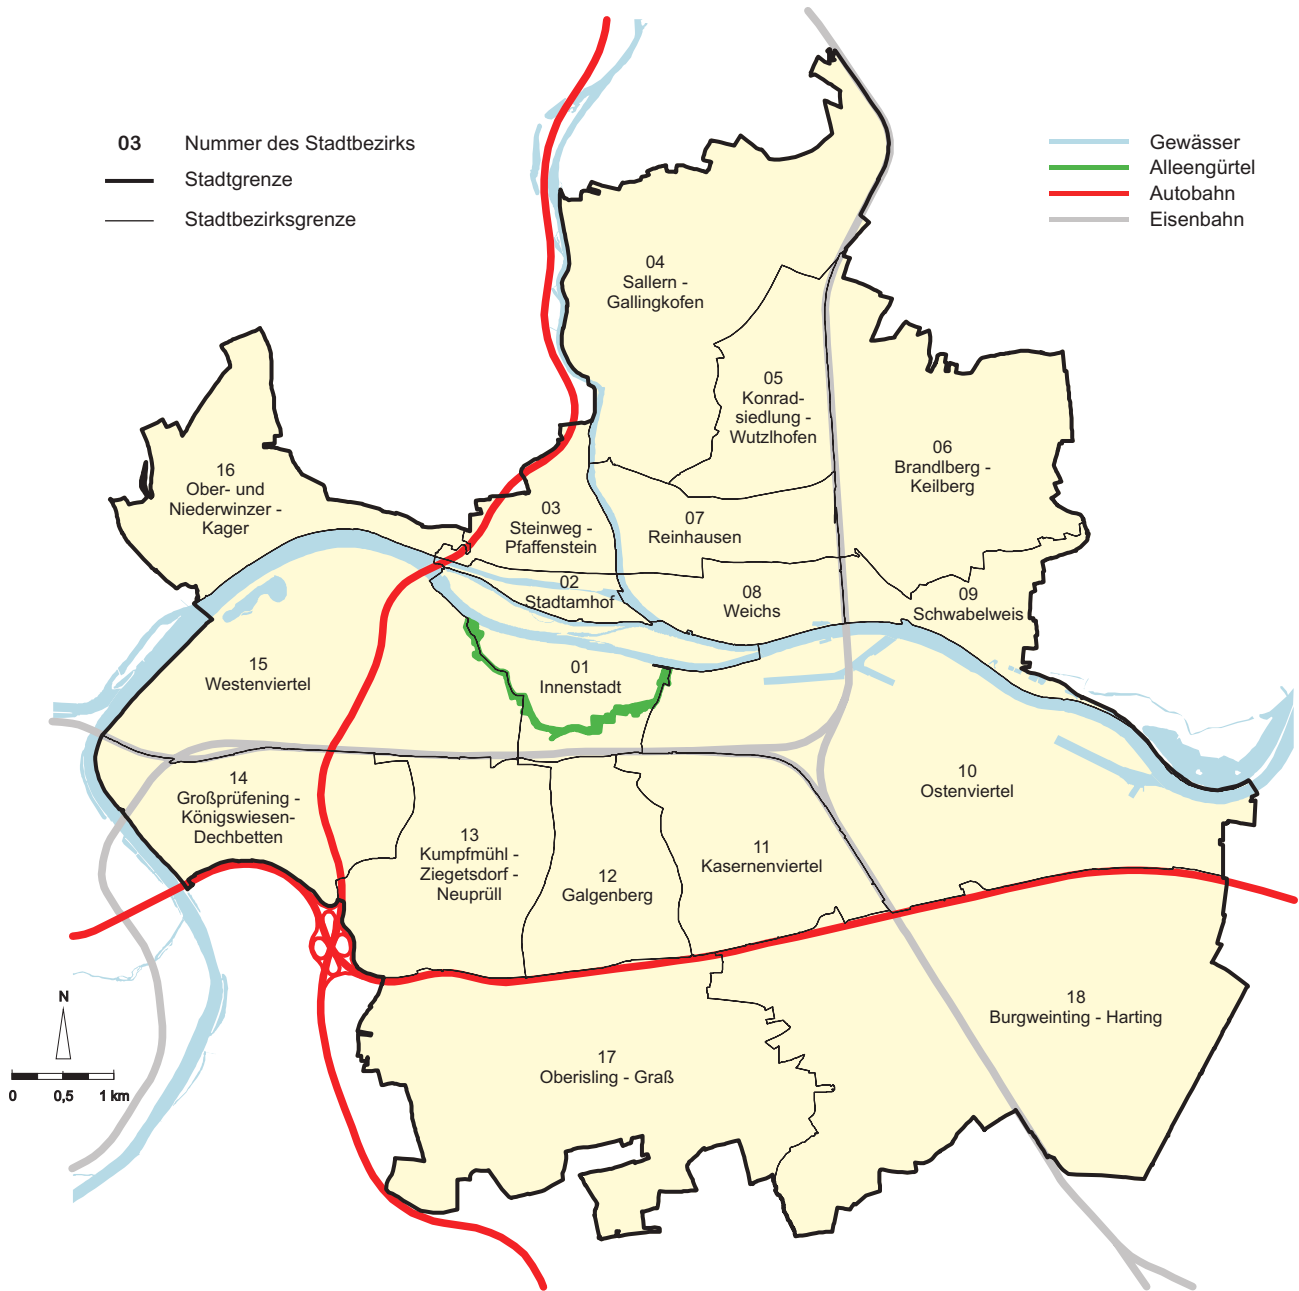 03 Nummer des Stadtbezirks
Stadtgrenze
Stadtbezirksgrenze
Gewässer
Alleengürtel
Autobahn
Eisenbahn
04
Sallern -
Gallingkofen
05
Konrad-
siedlung -
Wutzlhofen
06
Brandlberg -
Keilberg
16
Ober- und
Niederwinzer -
Kager
03
Steinweg -
Pfaffenstein
07
Reinhausen
02
Stadtamhof
08
Weichs
09
Schwabelweis
15
Westenviertel
01
Innenstadt
14
Großprüfening -
Königswiesen-
Dechbetten
10
Ostenviertel
13
Kumpfmühl -
Ziegetsdorf -
Neuprüll
12
Galgenberg
11
Kasernenviertel
18
Burgweinting - Harting
17
Oberisling - Graß
N
0 0,5 1 km